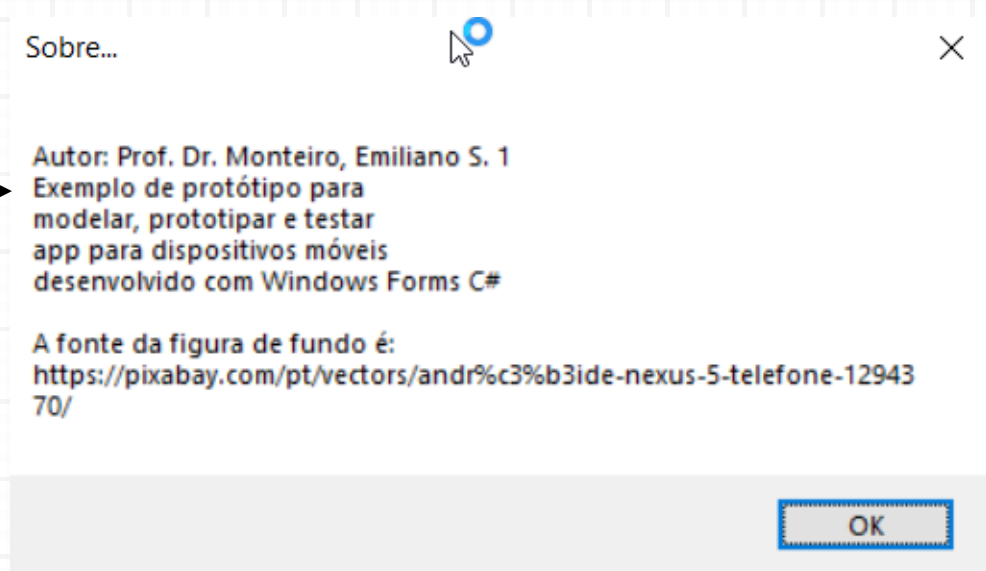 Sobre...
Autor: Prof. Dr. Monteiro, Emiliano S. 1
Exemplo de protótipo para
modelar, prototipar e testar
app para dispositivos móveis
desenvolvido com Windows Forms C#
A fonte da figura de fundo é:
https://pixabay.com/pt/vectors/andr%c3%b3ide-nexus-5-telefone-12943
70/
OK